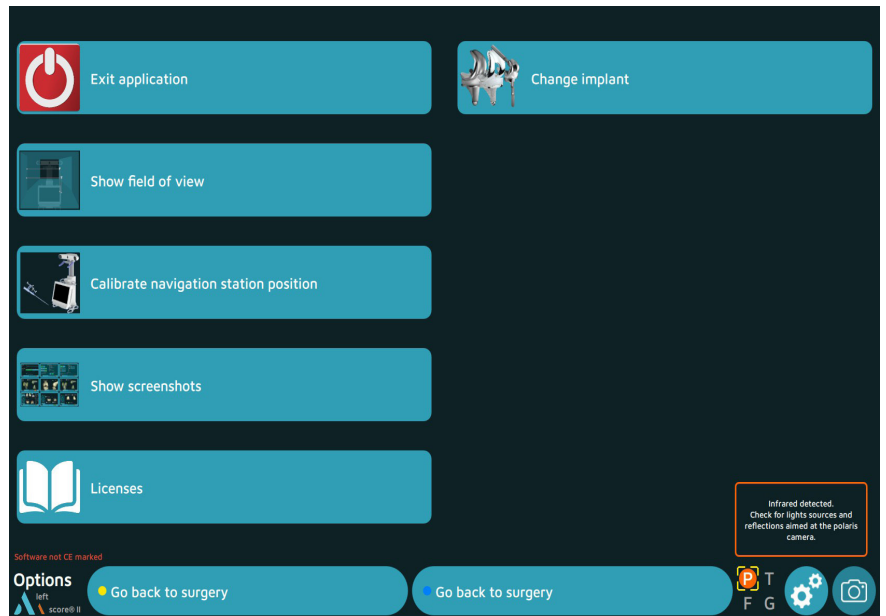 Exit application
Change implant
Show field of view
Calibrate navigation station position
Show screenshots
Licenses
Infrared detected.
Check for lights sources and
reflections aimed at the polaris
camera.
Software not CE marked
Options
left
score® II
Go back to surgery
Go back to surgery
P T
F G